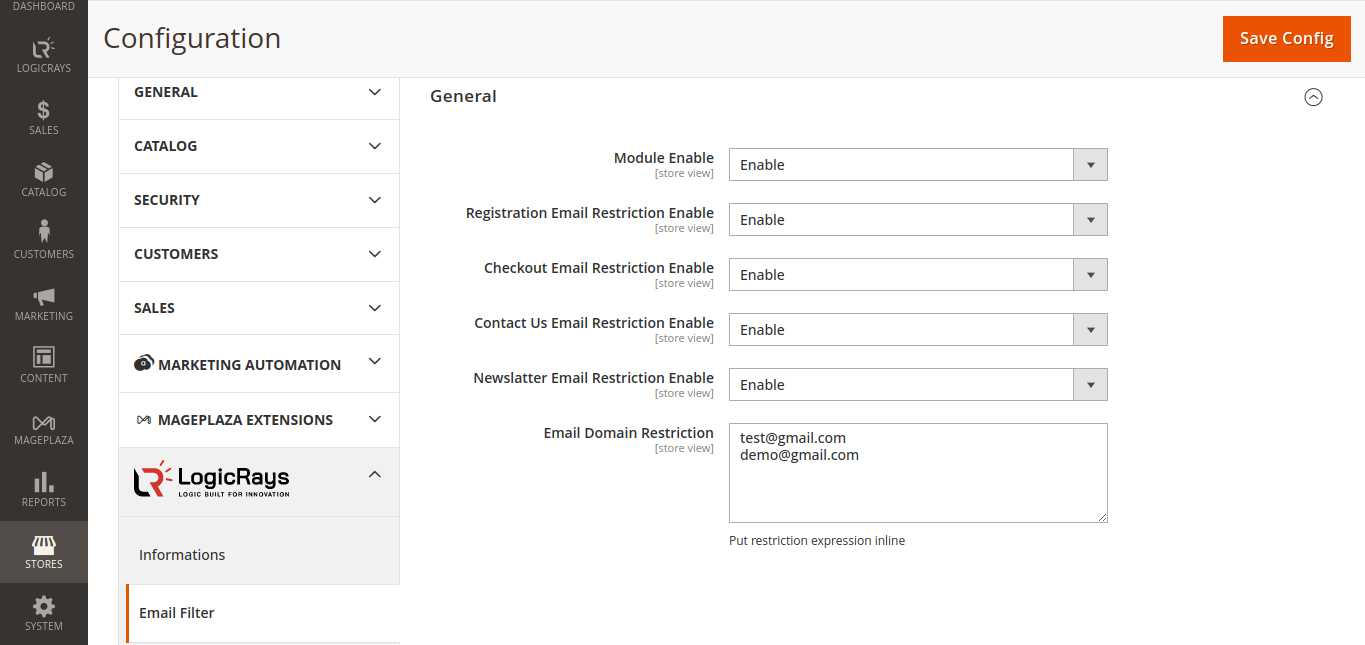 DASHBOARD
LOGICRAYS
SALES
CATALOG
CUSTOMERS
MARKETING
CONTENT
MAGEPLAZA
REPORTS
STORES
SYSTEM
Configuration
Save Config
GENERAL
CATALOG
SECURITY
CUSTOMERS
SALES
MARKETING AUTOMATION
MAGEPLAZA EXTENSIONS
LogicRays
LOGIC BUILT FOR INNOVATION
Informations
Email Filter
General
Module Enable
[store view]
Enable
Registration Email Restriction Enable
[store view]
Enable
Checkout Email Restriction Enable
[store view]
Enable
Contact Us Email Restriction Enable
[store view]
Enable
Newslatter Email Restriction Enable
[store view]
Enable
Email Domain Restriction
[store view]
test@gmail.com
demo@gmail.com
Put restriction expression inline